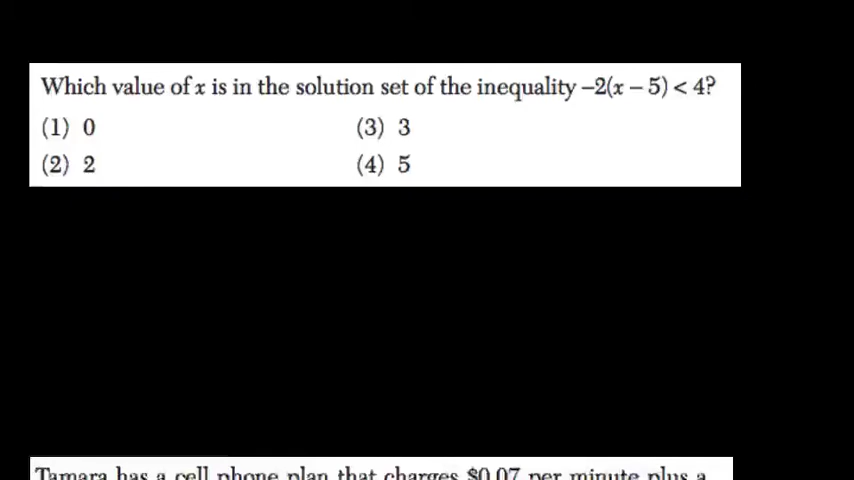 Which value of x is in the solution set of the inequality –2(x – 5) < 4?
(1) 0 (3) 3
(2) 2 (4) 5
Tamara has a cell phone plan that charges $0.07 per minute plus a